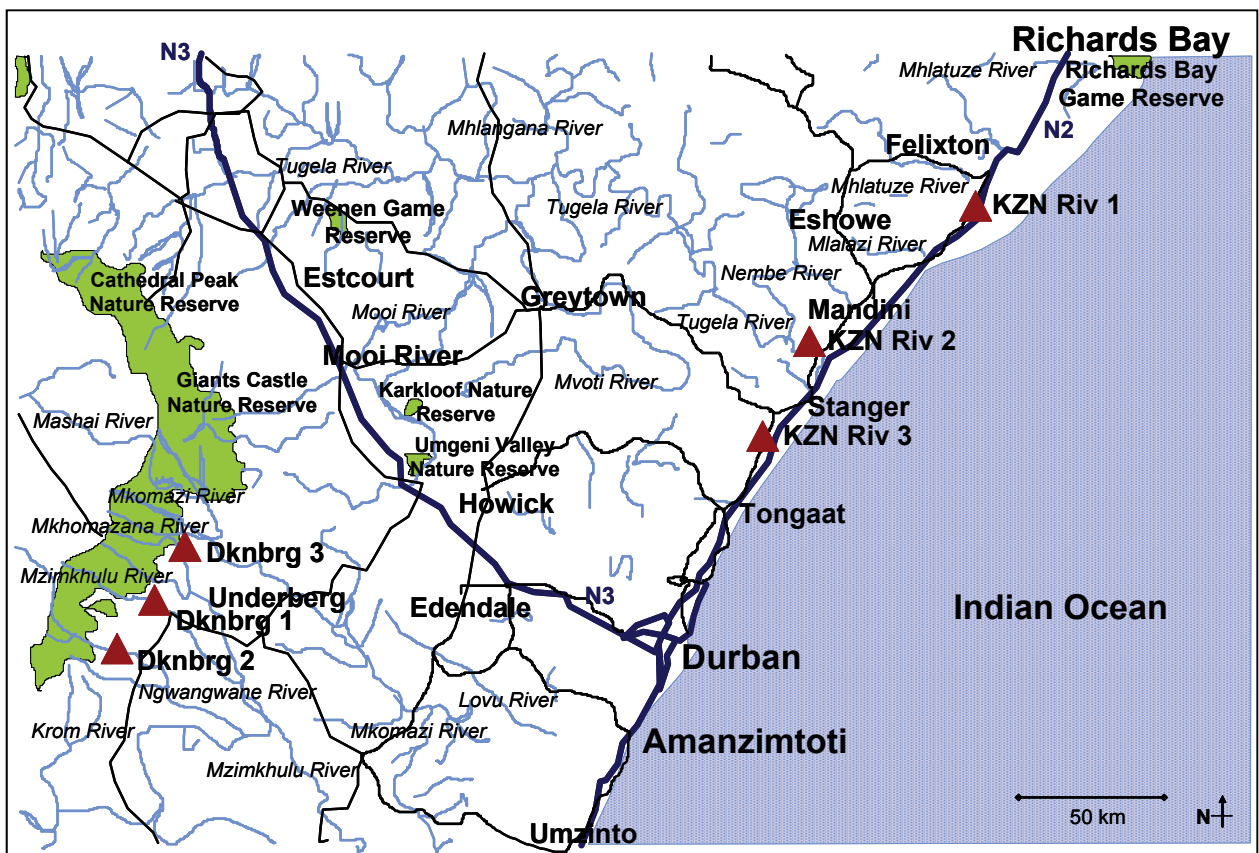 Richards Bay
N3
Mhlatuze River
Richards Bay
Game Reserve
N2
Mhlangana River
Felixton
Tugela River
Mhlatuze River
Weenen Game
Reserve
Tugela River
KZN Riv 1
Eshowe
Mlalazi River
Cathedral Peak
Nature Reserve
Estcourt
Nembe River
Greytown
Mooi River
Mandini
Tugela River
KZN Riv 2
Mooi River
Giants Castle
Nature Reserve
Karkloof Nature
Reserve
Mvoti River
Mashai River
Stanger
KZN Riv 3
Umgeni Valley
Nature Reserve
Mkomazi River
Howick
Mkhomazana River
Tongaat
Dknbrg 3
Mzimkhulu River
Underberg
Edendale
N3
Indian Ocean
Dknbrg 1
Dknbrg 2
Durban
Ngwangwane River
Lovu River
Krom River
Mkomazi River
Amanzimtoti
Mzimkhulu River
50 km
N
Umzinto